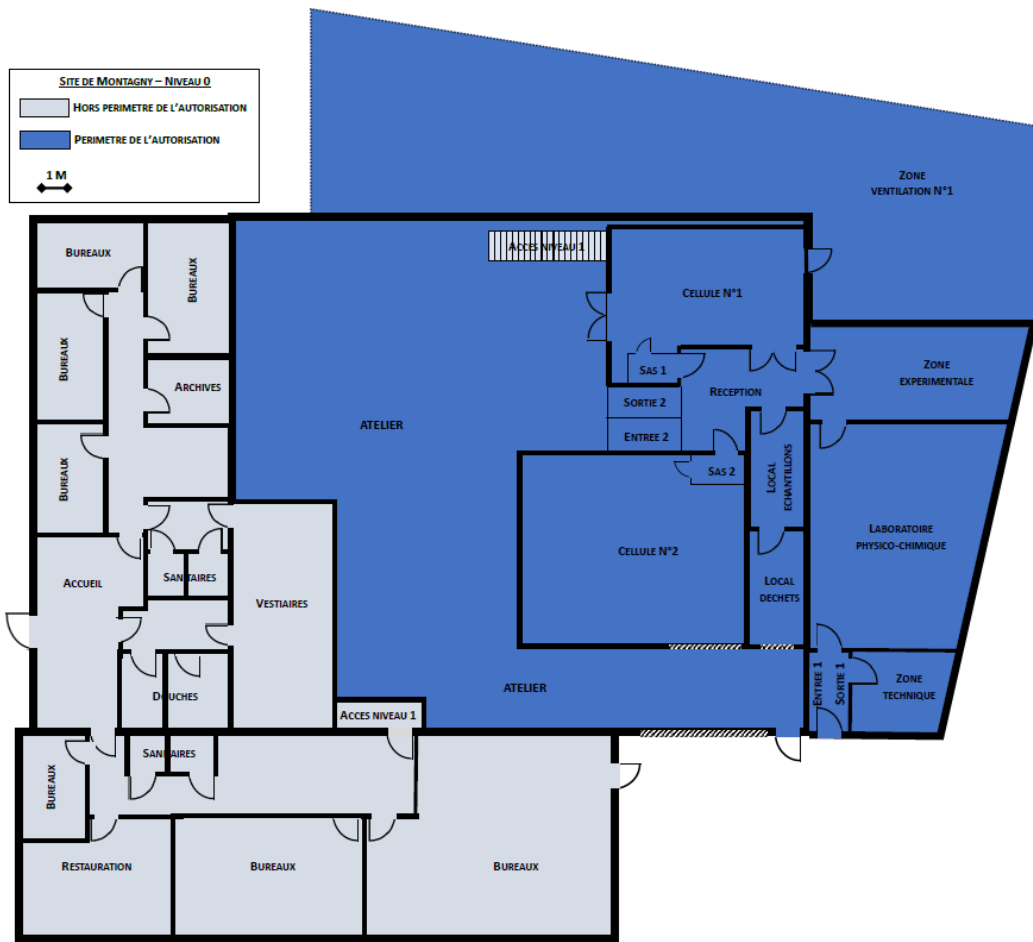 SITE DE MONTAGNY – NIVEAU 0
HORS PERIMETRE DE L'AUTORISATION
PERIMETRE DE L'AUTORISATION
1 M
ZONE
VENTILATION N°1
BUREAUX
BUREAUX
ACCES NIVEAU 1
CELLULE N°1
BUREAUX
ARCHIVES
SAS 1
ZONE
EXPERIMENTALE
RECEPTION
SORTIE 2
ATELIER
ENTREE 2
BUREAUX
SAS 2
LOCAL
ECHANTILLONS
LABORATOIRE
PHYSICO-CHIMIQUE
CELLULE N°2
ACCUEIL
SANITAIRES
LOCAL
DECHETS
VESTIAIRES
ENTREE 1
SORTIE 1
ZONE
TECHNIQUE
ATELIER
DOUCHES
ACCES NIVEAU 1
SANITAIRES
BUREAUX
RESTAURATION
BUREAUX
BUREAUX